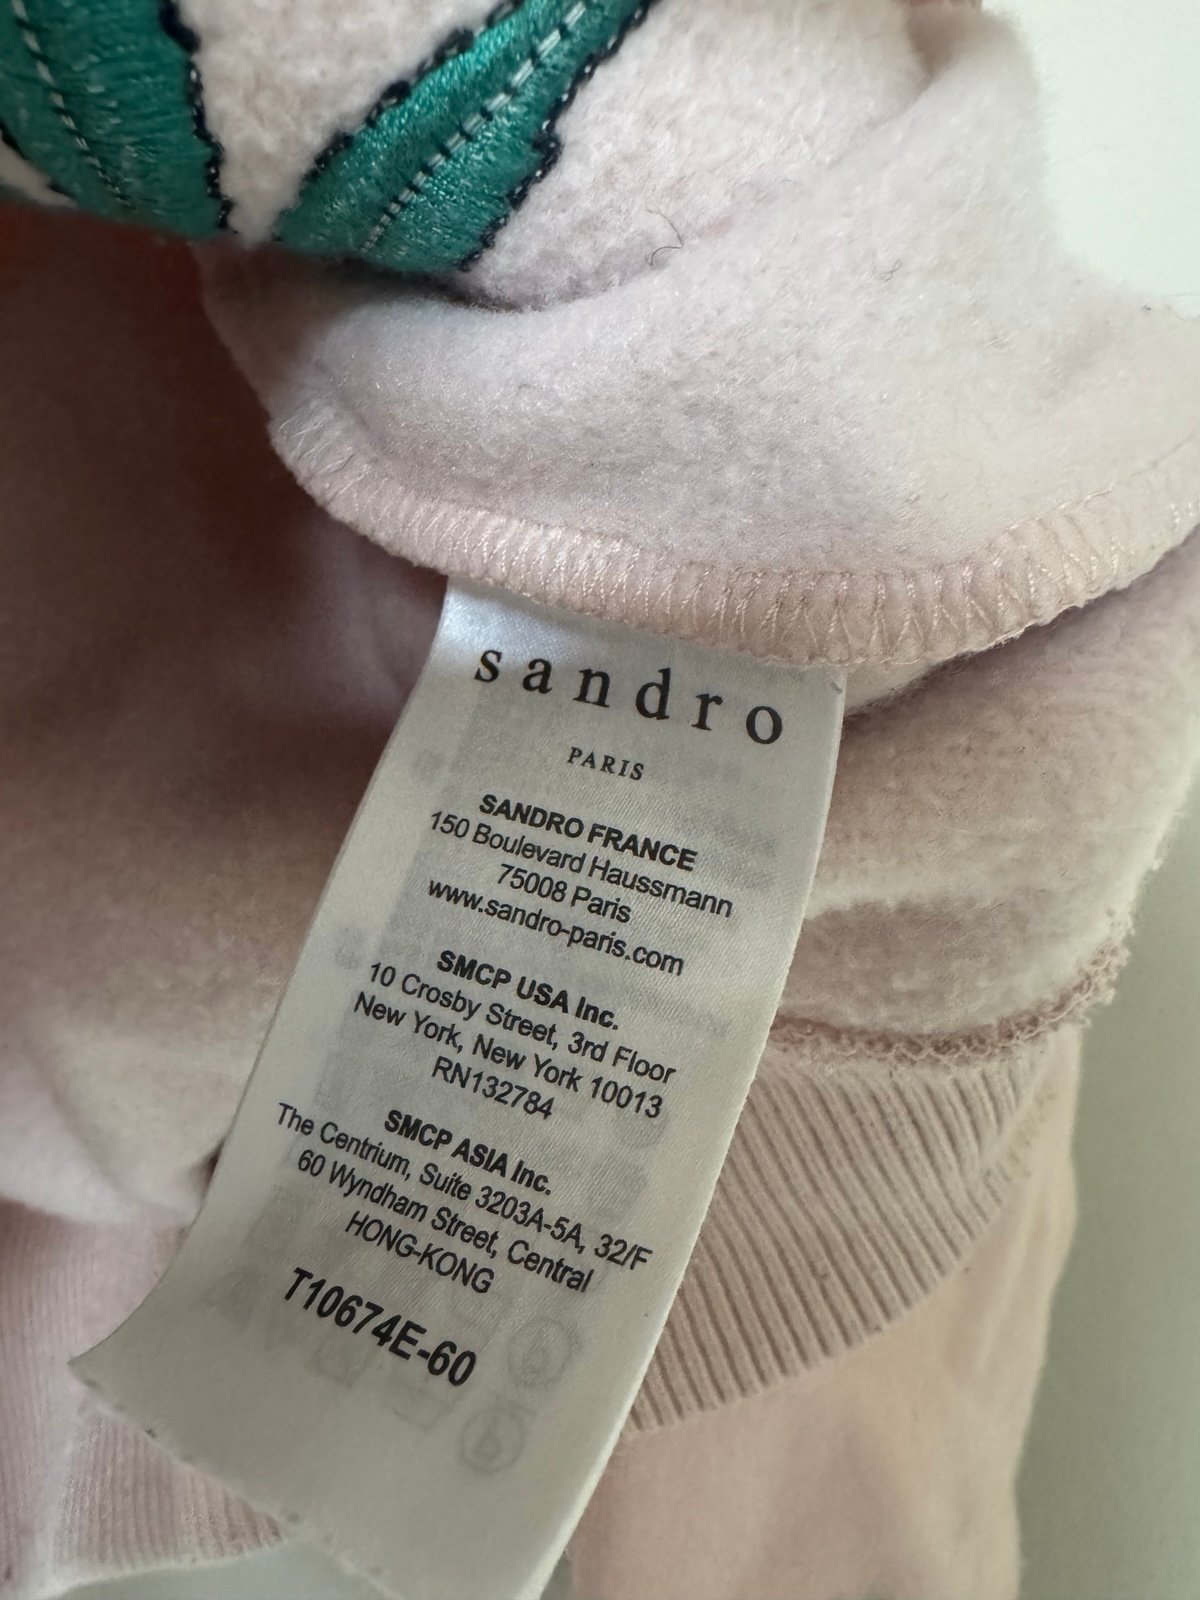 sandro
PARIS
SANDRO FRANCE
150 Boulevard Haussmann
75008 Paris
www.sandro-paris.com
SMCP USA Inc.
10 Crosby Street, 3rd Floor
New York, New York 10013
RN132784
SMCP ASIA Inc.
The Centrium, Suite 3203A-5A, 32/F
60 Wyndham Street, Central
HONG-KONG
T10674E-60